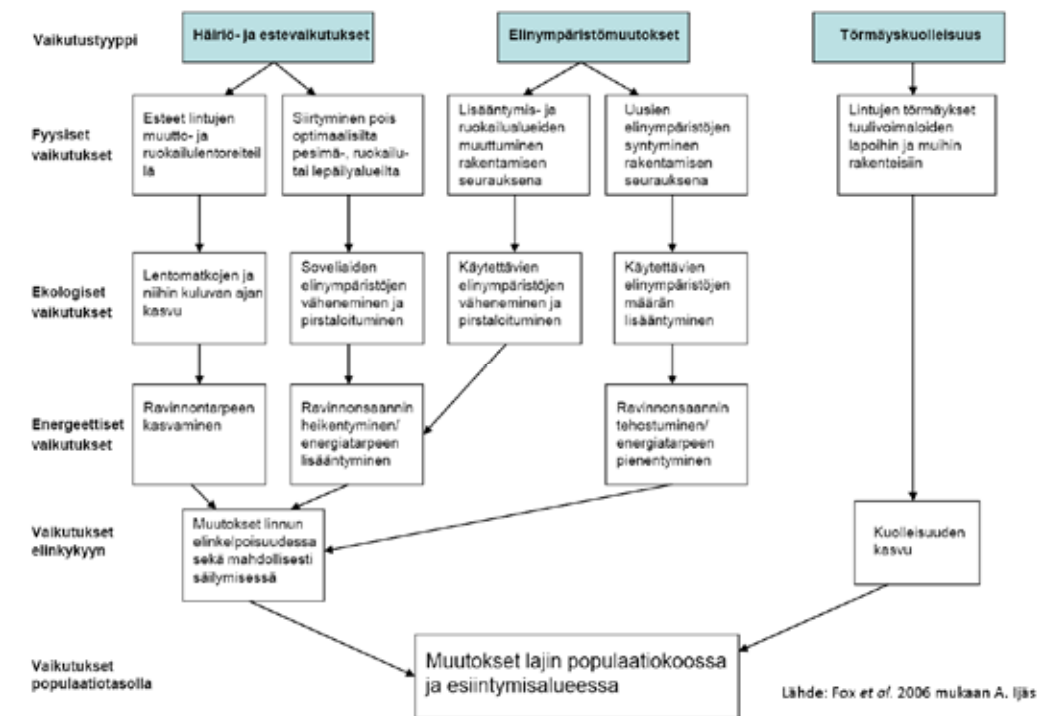 Vaikutustyyppi
Häiriö- ja estevaikutukset
Elinympäristömuutokset
Törmäyskuolleisuus
Fyysiset
vaikutukset
Esteet lintujen
muutto- ja
ruokailulentoreiteil
lä
Siirtyminen pois
optimaalisilta
pesimä-, ruokailu-
tai lepäilyalueilta
Lisääntymis- ja
ruokailualueiden
muuttuminen
rakentamisen
seurauksena
Uusien
elinympäristöjen
syntyminen
rakentamisen
seurauksena
Lintujen törmäykset
tuulivoimaloiden
lapoihin ja muihin
rakenteisiin
Ekologiset
vaikutukset
Lentomatkojen ja
niihin kuluvan ajan
kasvu
Soveliaiden
elinympäristöjen
väheneminen ja
pirstaloituminen
Käytettävien
elinympäristöjen
väheneminen ja
pirstaloituminen
Käytettävien
elinympäristöjen
määrän
lisääntyminen
Energeettiset
vaikutukset
Ravinnontarpeen
kasvaminen
Ravinnonsaannin
heikentyminen/
energiatarpeen
lisääntyminen
Ravinnonsaannin
tehostuminen/
energiatarpeen
pienentyminen
Vaikutukset
elinkykyyn
Muutokset linnun
elinkelpoisuudessa
sekä mahdollisesti
säilymisessä
Kuolleisuuden
kasvu
Vaikutukset
populaatiotasolla
Muutokset lajin populaatiokoossa
ja esiintymisalueessa
Lähde: Fox et al. 2006 mukaan A. Ijäs